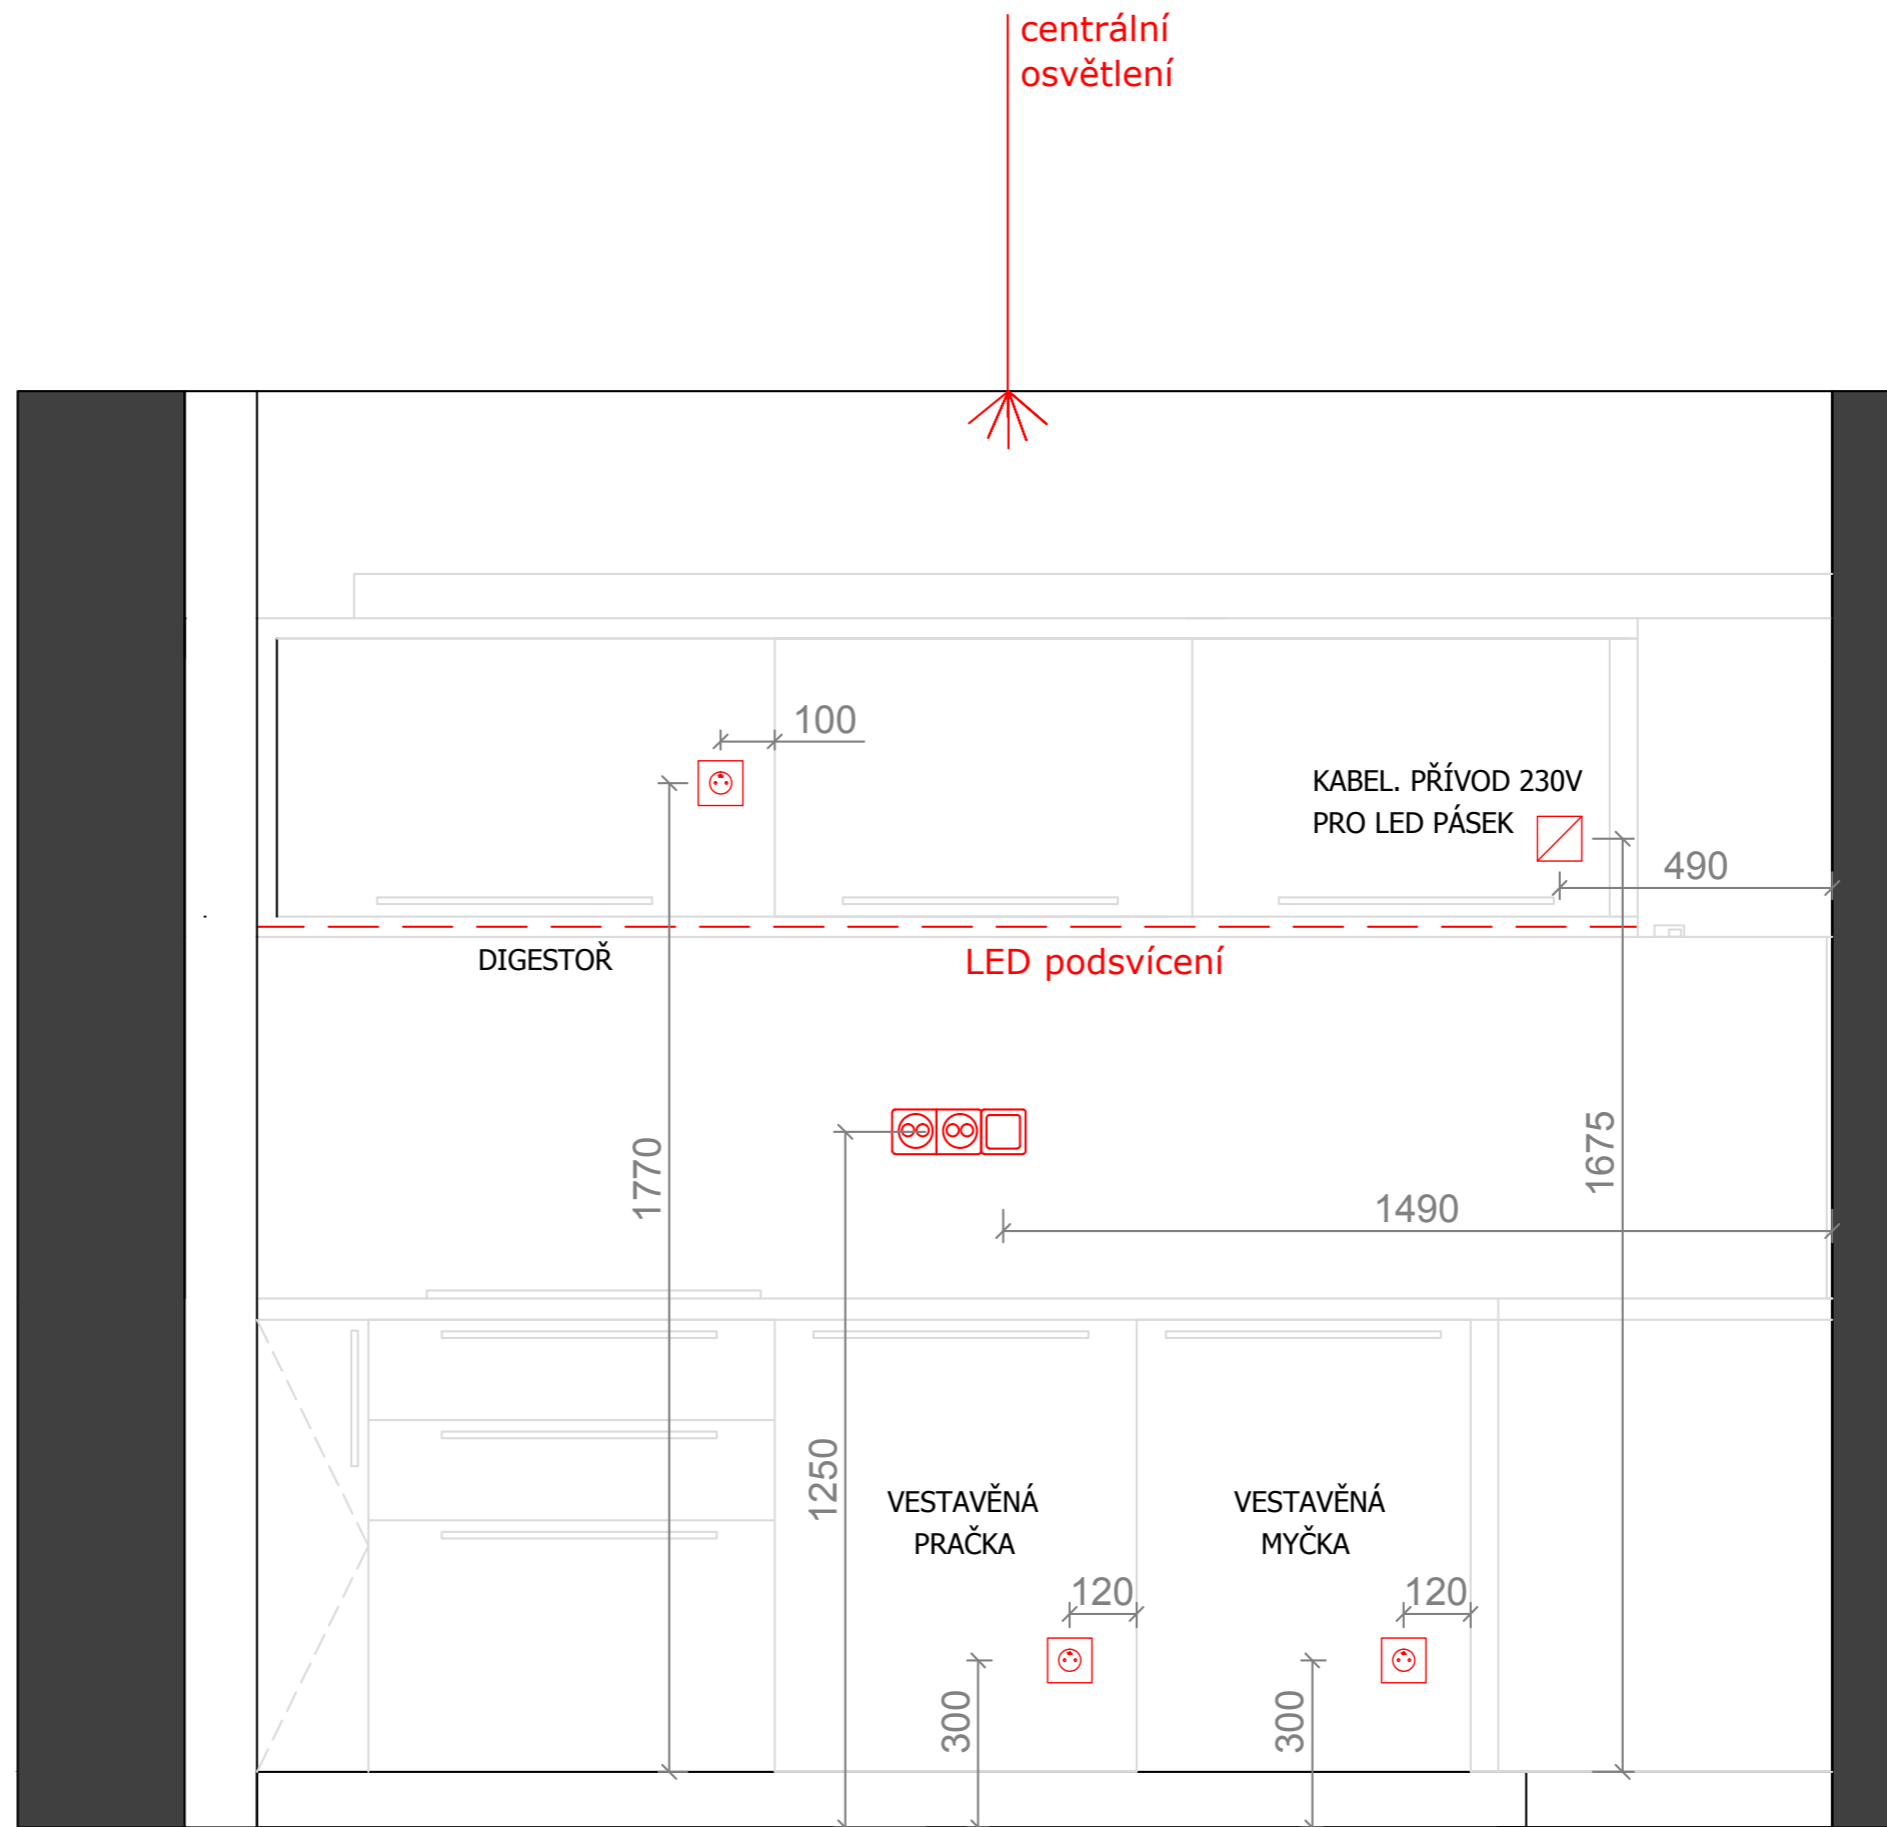 centrální
osvětlení
100
KABEL. PŘÍVOD 230V
PRO LED PÁSEK
490
DIGESTOŘ
LED podsvícení
1770
1675
1490
1250
VESTAVĚNÁ
PRAČKA
VESTAVĚNÁ
MYČKA
120
120
300
300